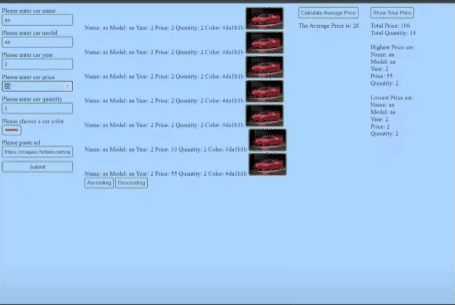 Please enter car name
aa
Please enter car model
aa
Please enter car year
2
Please enter car price
Please enter car quantity
2
Please choose a car color
Please paste url
Submit
Name: aa Model: aa Year: 2 Price: 2 Quantity: 2 Color: #da1b1b
Name: aa Model: aa Year: 2 Price: 2 Quantity: 2 Color: #da1b1b
Name: aa Model: aa Year: 2 Price: 2 Quantity: 2 Color: #da1b1b
Name: aa Model: aa Year: 2 Price: 2 Quantity: 2 Color: #da1b1b
Name: aa Model: aa Year: 2 Price: 2 Quantity: 2 Color: #da1b1b
Name: aa Model: aa Year: 2 Price: 33 Quantity: 2 Color: #da1b1b
Name: aa Model: aa Year: 2 Price: 55 Quantity: 2 Color: #da1b1b
Ascending Descending
Calculate Average Price
The Average Price is: 28
Show Total Price
Total Price: 196
Total Quantity: 14
Highest Price car:
Name: aa
Model: aa
Year: 2
Price: 55
Quantity: 2
Lowest Price car:
Name: aa
Model: aa
Year: 2
Price: 2
Quantity: 2